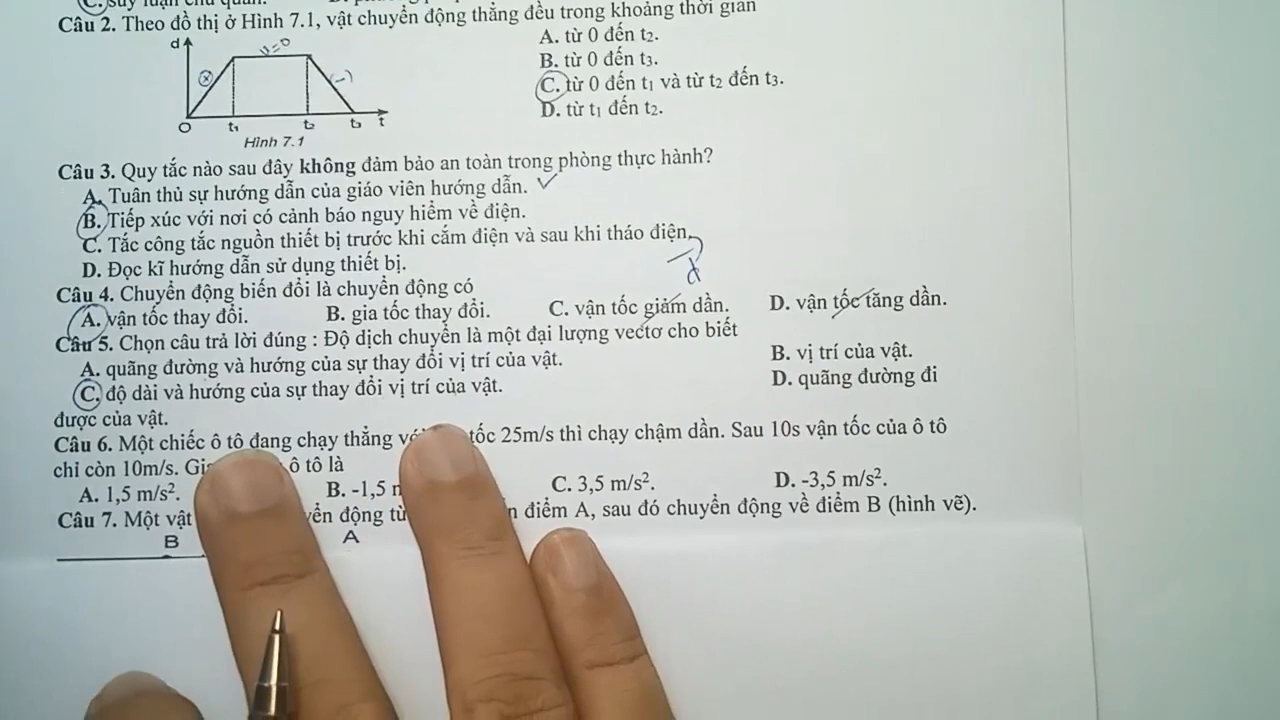 C. suy luận chủ quan.
Câu 2. Theo đồ thị ở Hình 7.1, vật chuyển động thẳng đều trong khoảng thời gian
A. từ 0 đến t₂.
B. từ 0 đến t₃.
C. từ 0 đến t₁ và từ t₂ đến t₃.
D. từ t₁ đến t₂.
d
v=0
(-)
O t₁ t₂ t₃ t
Hình 7.1
Câu 3. Quy tắc nào sau đây không đảm bảo an toàn trong phòng thực hành?
A. Tuân thủ sự hướng dẫn của giáo viên hướng dẫn.
B. Tiếp xúc với nơi có cảnh báo nguy hiểm về điện.
C. Tắc công tắc nguồn thiết bị trước khi cắm điện và sau khi tháo điện.
D. Đọc kĩ hướng dẫn sử dụng thiết bị.
Câu 4. Chuyển động biến đổi là chuyển động có
A. vận tốc thay đổi. B. gia tốc thay đổi. C. vận tốc giảm dần. D. vận tốc tăng dần.
Câu 5. Chọn câu trả lời đúng : Độ dịch chuyển là một đại lượng vectơ cho biết
A. quãng đường và hướng của sự thay đổi vị trí của vật. B. vị trí của vật.
C. độ dài và hướng của sự thay đổi vị trí của vật. D. quãng đường đi
được của vật.
Câu 6. Một chiếc ô tô đang chạy thẳng tốc 25m/s thì chạy chậm dần. Sau 10s vận tốc của ô tô
chỉ còn 10m/s. ô tô là
A. 1,5 m/s². B. -1,5 C. 3,5 m/s². D. -3,5 m/s².
Câu 7. Một vật động từ điểm A, sau đó chuyển động về điểm B (hình vẽ).
B A